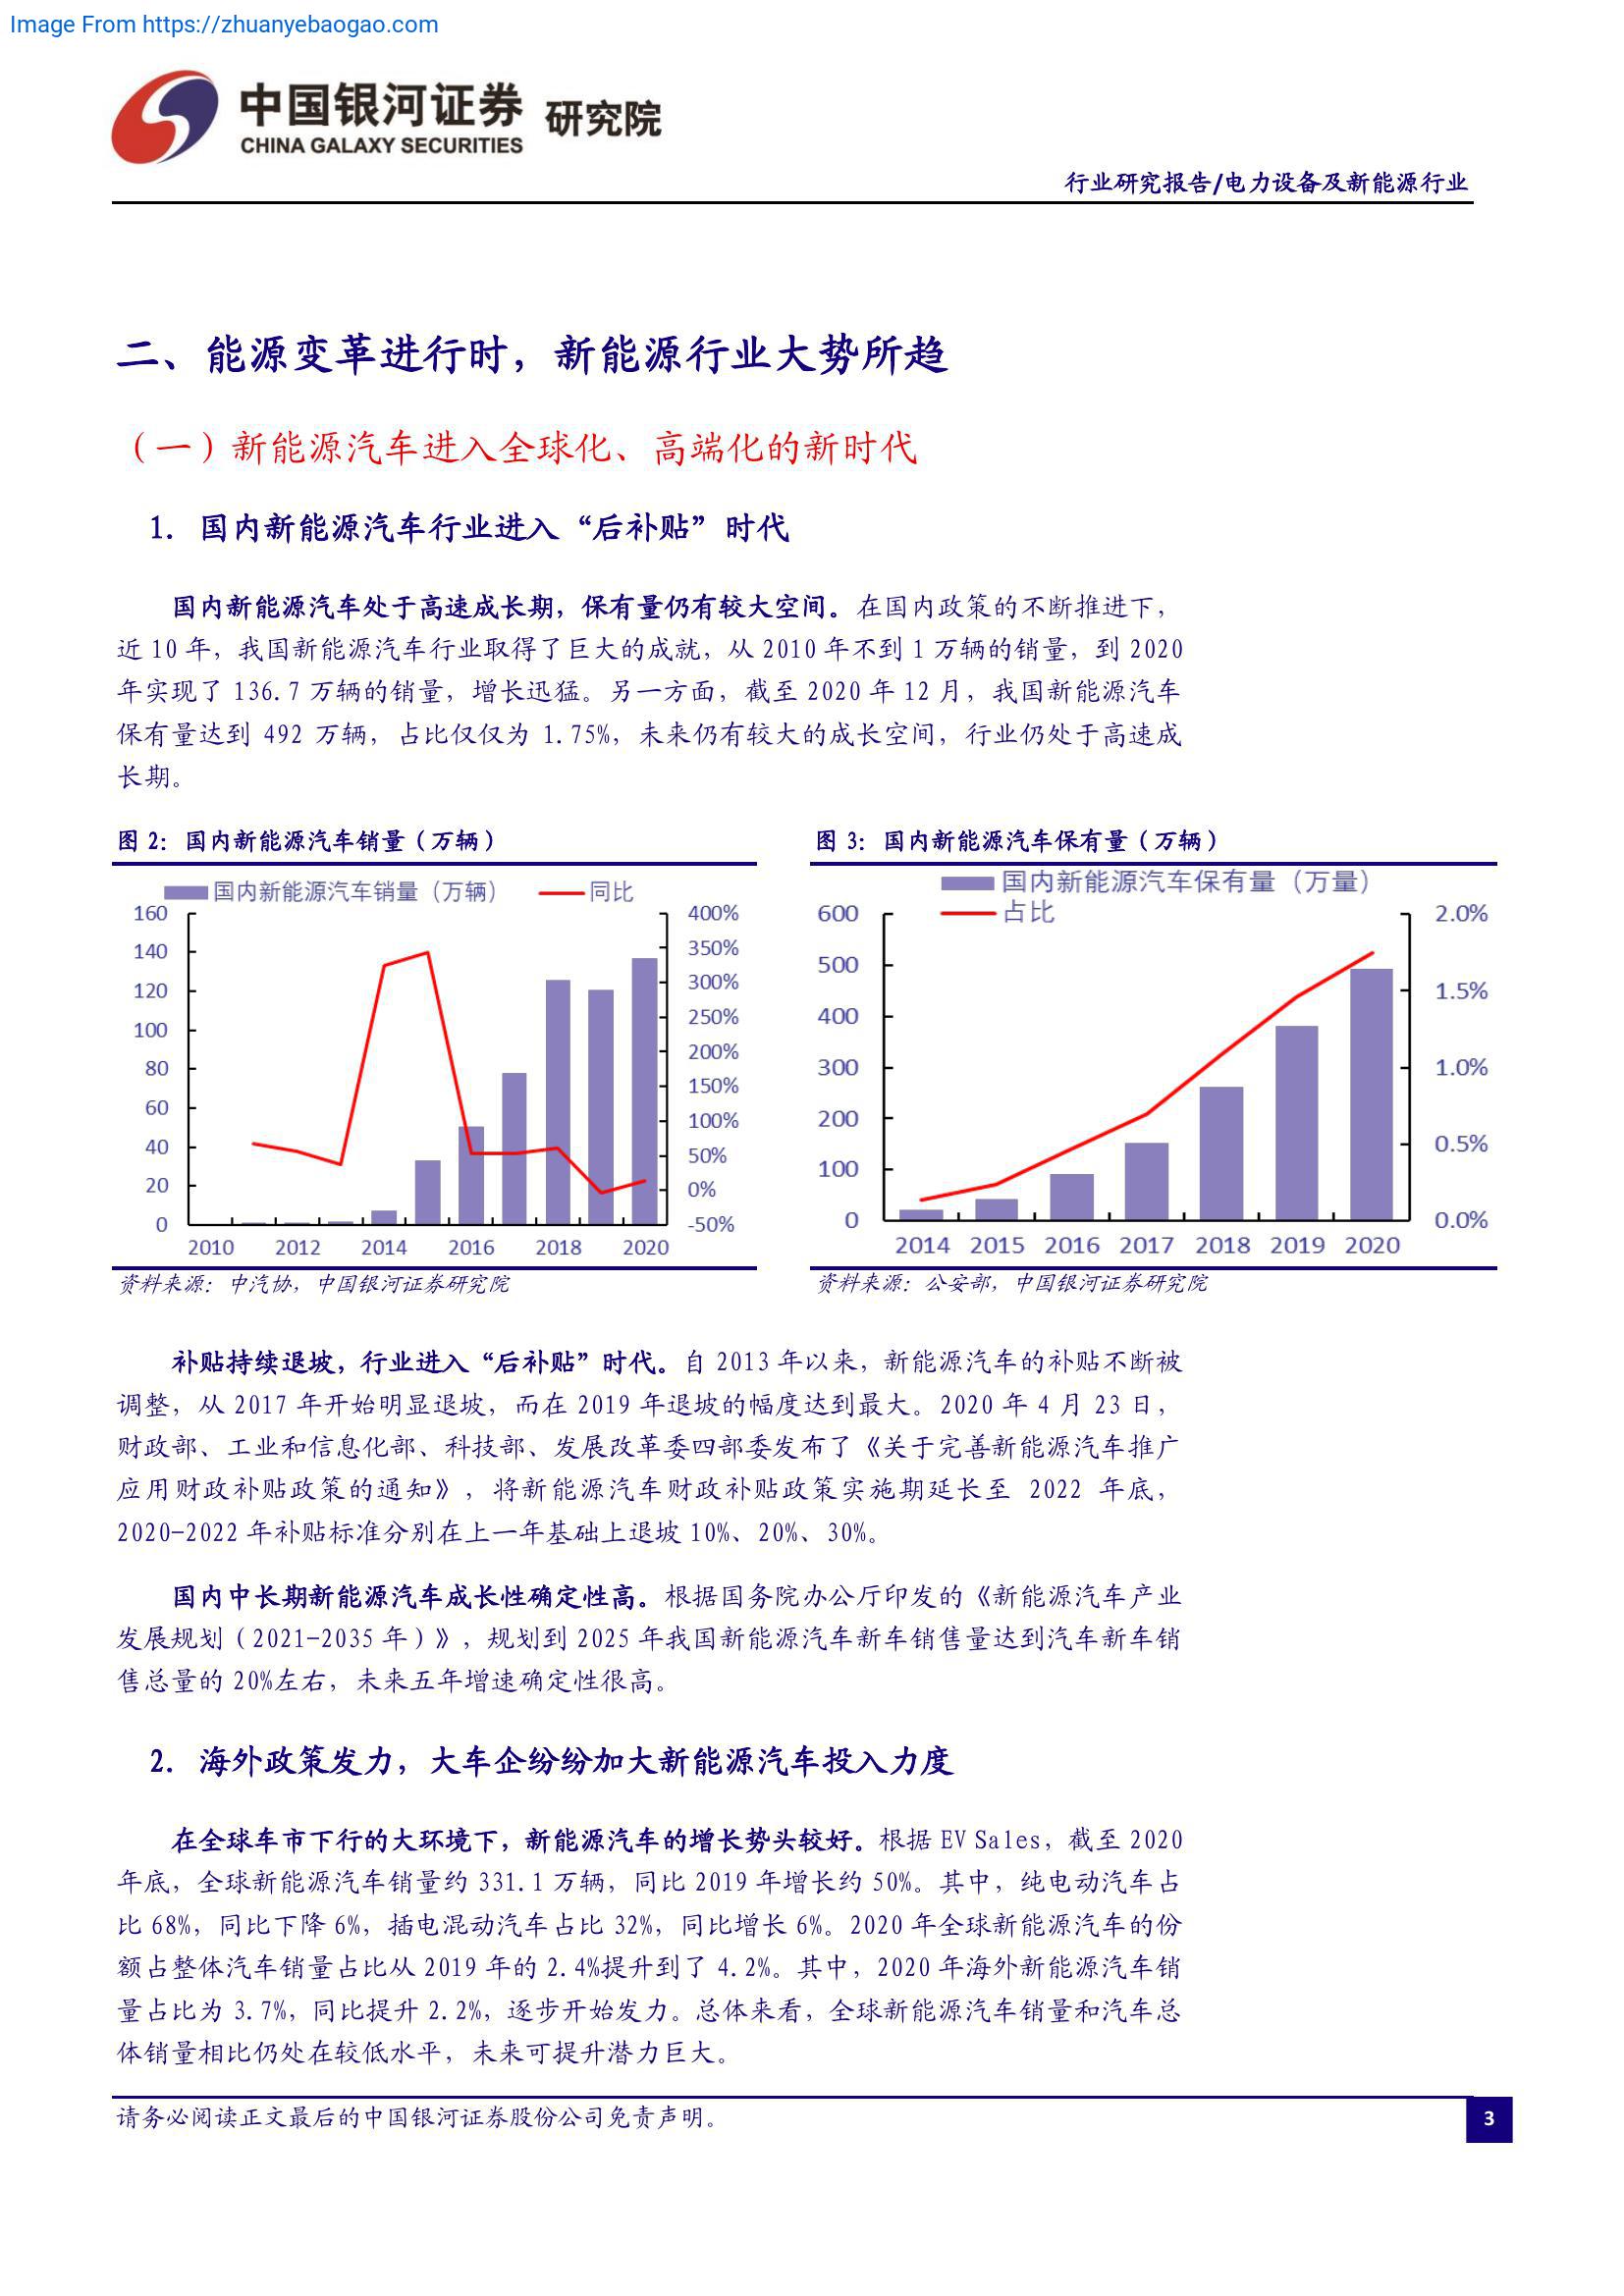 Image From https://zhuanyebaogao.com
中国银河证券 研究院
CHINA GALAXY SECURITIES
行业研究报告/电力设备及新能源行业
二、能源变革进行时，新能源行业大势所趋
（一）新能源汽车进入全球化、高端化的新时代
1. 国内新能源汽车行业进入“后补贴”时代
国内新能源汽车处于高速成长期，保有量仍有较大空间。在国内政策的不断推进下，
近 10 年，我国新能源汽车行业取得了巨大的成就，从 2010 年不到 1 万辆的销量，到 2020
年实现了 136.7 万辆的销量，增长迅猛。另一方面，截至 2020 年 12 月，我国新能源汽车
保有量达到 492 万辆，占比仅仅为 1.75%，未来仍有较大的成长空间，行业仍处于高速成
长期。
图 2：国内新能源汽车销量（万辆）
国内新能源汽车销量（万辆） 同比
160
140
120
100
80
60
40
20
0
400%
350%
300%
250%
200%
150%
100%
50%
0%
-50%
2010 2012 2014 2016 2018 2020
资料来源：中汽协，中国银河证券研究院
图 3：国内新能源汽车保有量（万辆）
国内新能源汽车保有量（万量）
占比
600
500
400
300
200
100
0
2.0%
1.5%
1.0%
0.5%
0.0%
2014 2015 2016 2017 2018 2019 2020
资料来源：公安部，中国银河证券研究院
补贴持续退坡，行业进入“后补贴”时代。自 2013 年以来，新能源汽车的补贴不断被
调整，从 2017 年开始明显退坡，而在 2019 年退坡的幅度达到最大。2020 年 4 月 23 日，
财政部、工业和信息化部、科技部、发展改革委四部委发布了《关于完善新能源汽车推广
应用财政补贴政策的通知》，将新能源汽车财政补贴政策实施期延长至 2022 年底，
2020-2022 年补贴标准分别在上一年基础上退坡 10%、20%、30%。
国内中长期新能源汽车成长性确定性高。根据国务院办公厅印发的《新能源汽车产业
发展规划（2021-2035 年）》，规划到 2025 年我国新能源汽车新车销售量达到汽车新车销
售总量的 20%左右，未来五年增速确定性很高。
2. 海外政策发力，大车企纷纷加大新能源汽车投入力度
在全球车市下行的大环境下，新能源汽车的增长势头较好。根据 EV Sales，截至 2020
年底，全球新能源汽车销量约 331.1 万辆，同比 2019 年增长约 50%。其中，纯电动汽车占
比 68%，同比下降 6%，插电混动汽车占比 32%，同比增长 6%。2020 年全球新能源汽车的份
额占整体汽车销量占比从 2019 年的 2.4%提升到了 4.2%。其中，2020 年海外新能源汽车销
量占比为 3.7%，同比提升 2.2%，逐步开始发力。总体来看，全球新能源汽车销量和汽车总
体销量相比仍处在较低水平，未来可提升潜力巨大。
请务必阅读正文最后的中国银河证券股份公司免责声明。
3